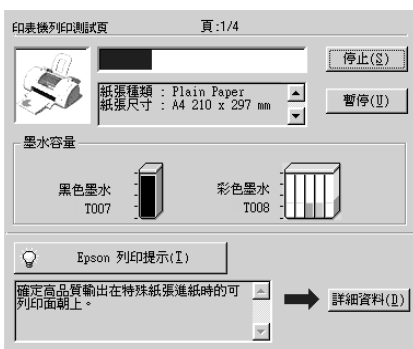 印表機列印測試頁 頁:1/4
停止(S)
紙張種類 : Plain Paper
紙張尺寸 : A4 210 x 297 mm
暫停(U)
墨水容量
黑色墨水
T007
彩色墨水
T008
Epson 列印提示(I)
確定高品質輸出在特殊紙張進紙時的可
列印面朝上。
詳細資料(D)